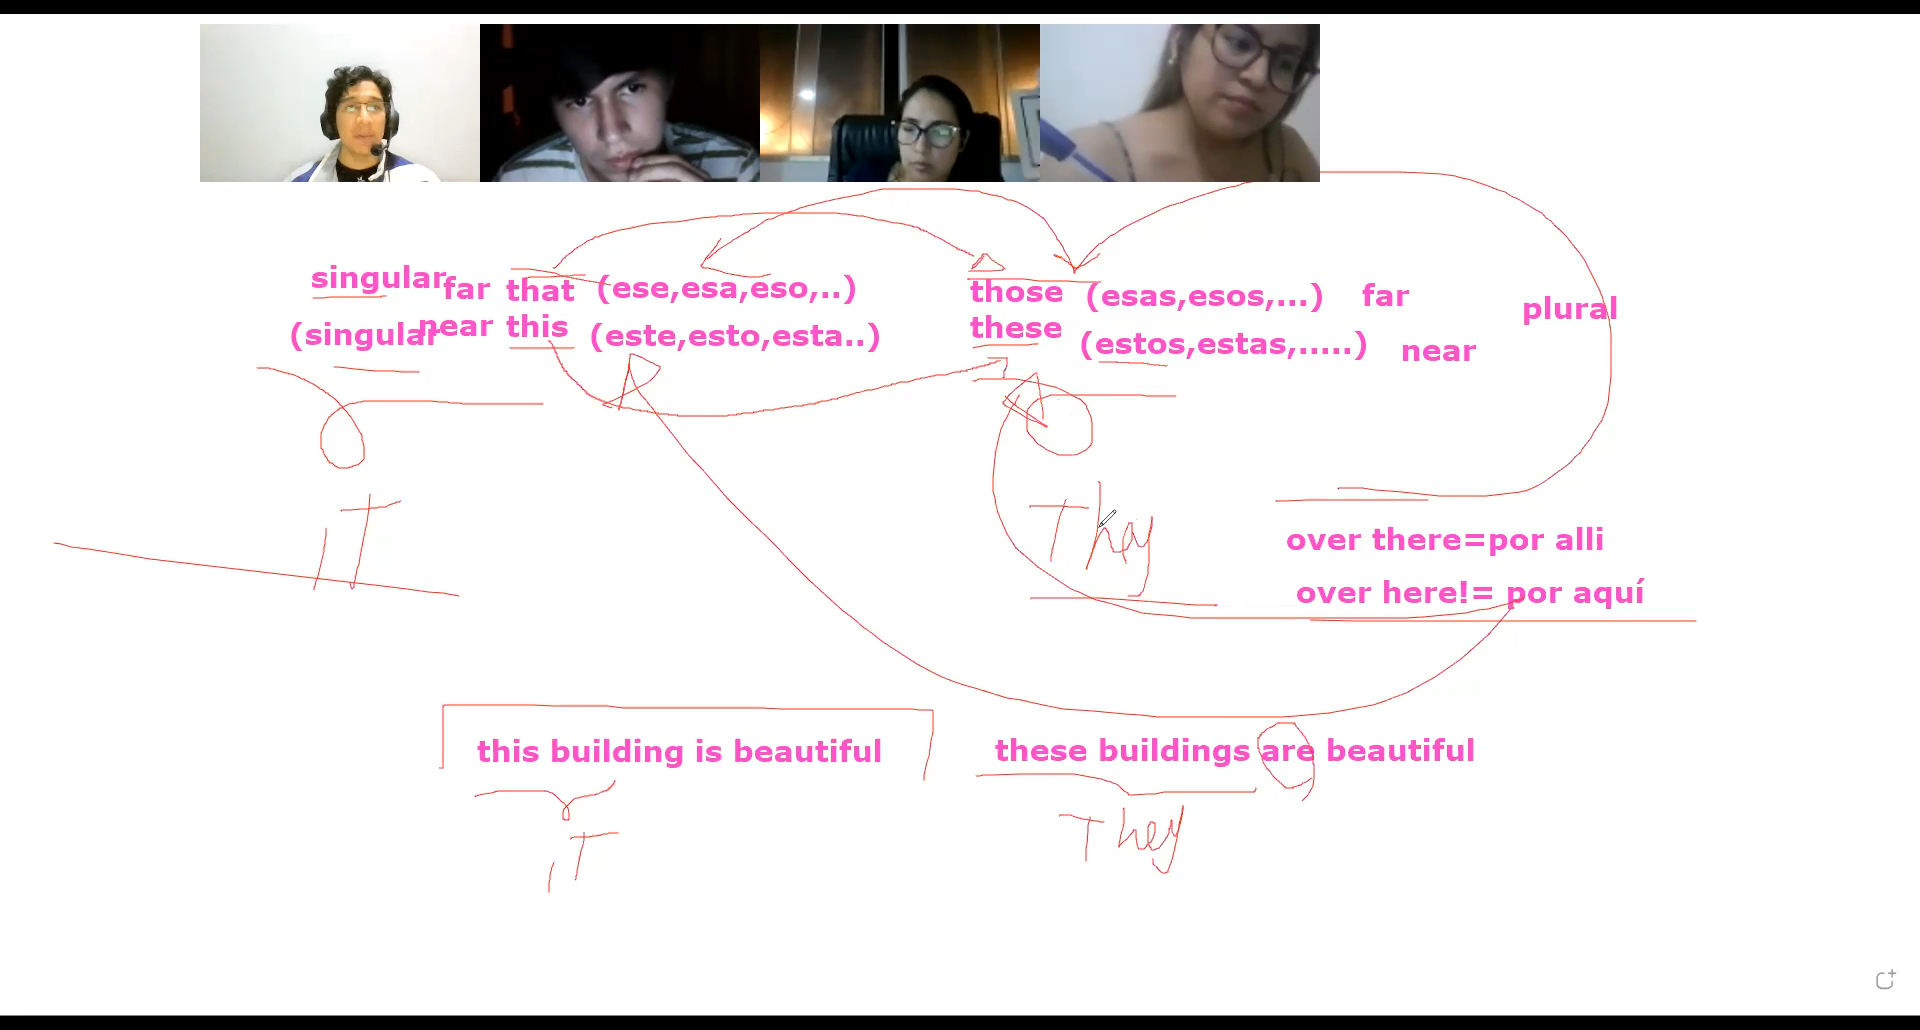 singular far that (ese,esa,eso,..) those (esas,esos,...) far plural
(singular near this (este,esto,esta..) these (estos,estas,.....) near
IT They
over there=por alli
over here!= por aquí
this building is beautiful these buildings are beautiful
IT They